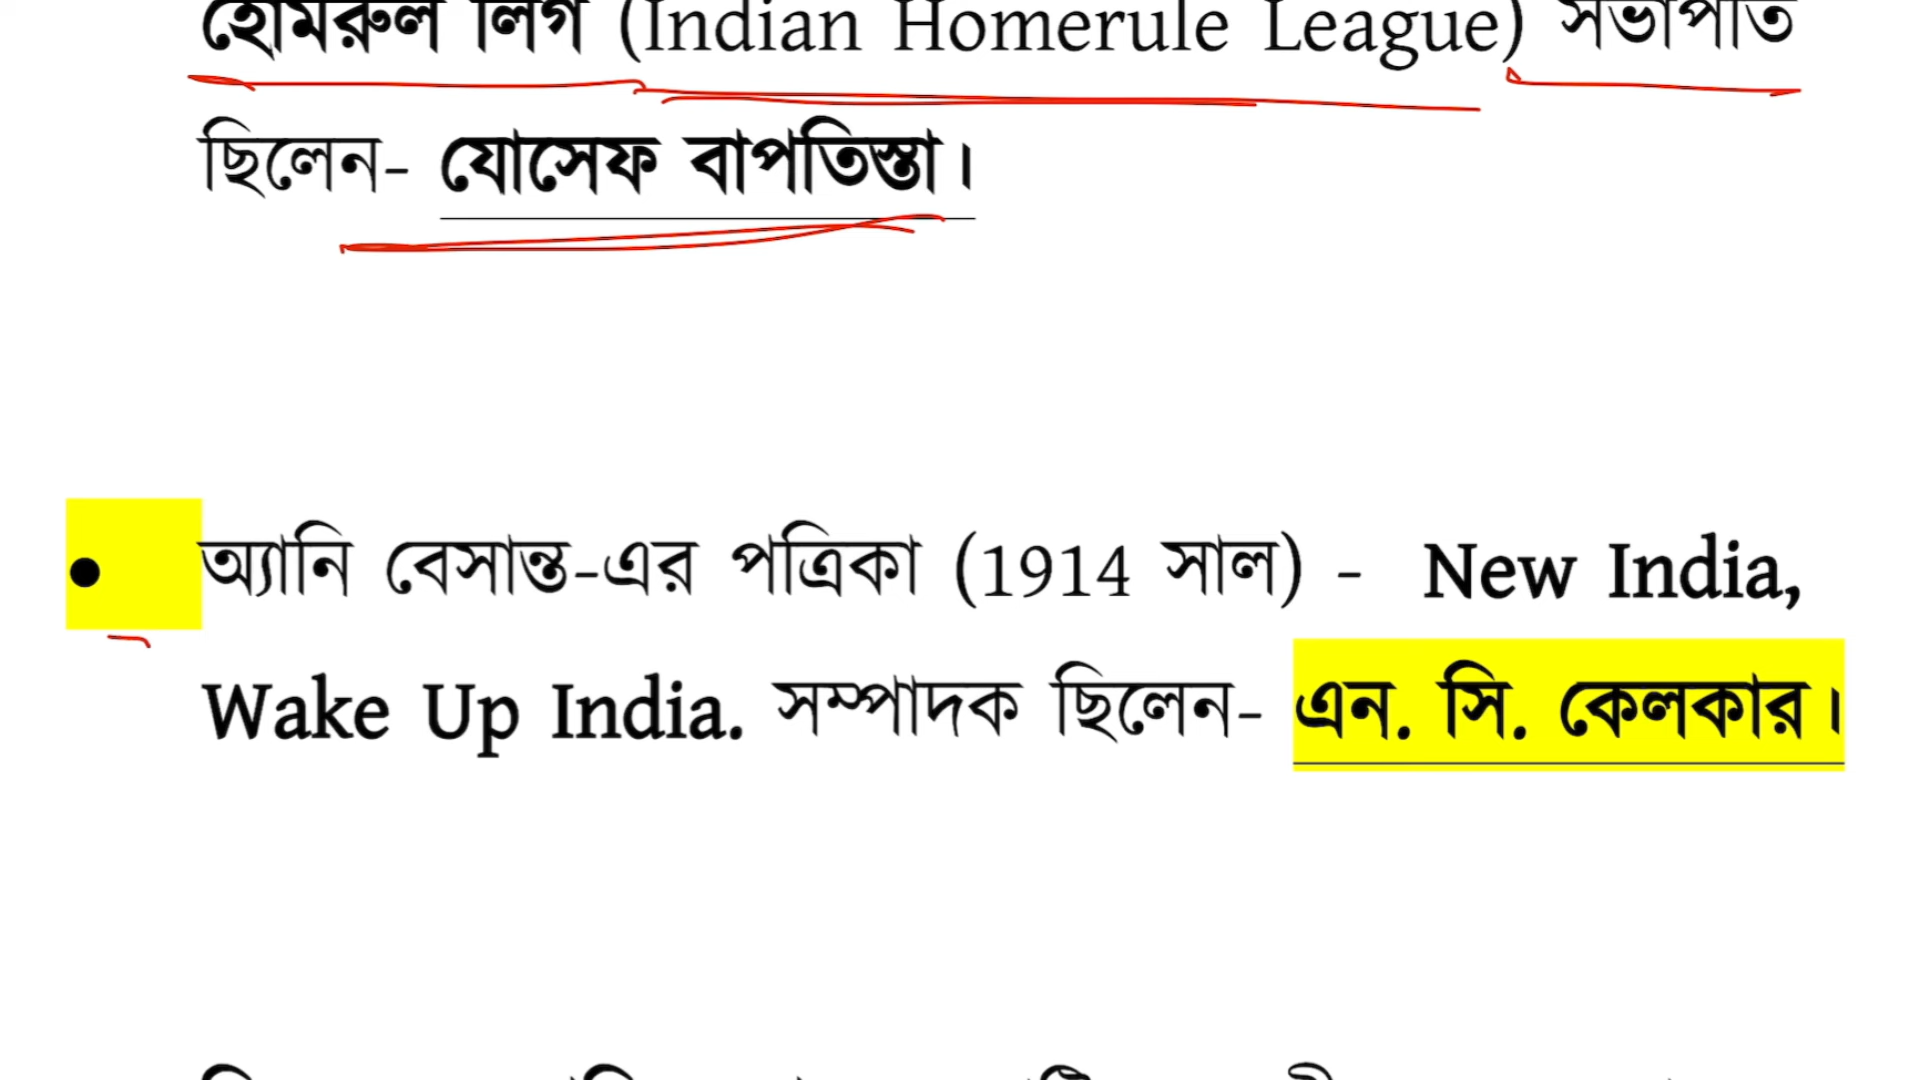 হোমরুল লিগ (Indian Homerule League) সভাপতি
ছিলেন- যোসেফ বাপতিস্তা।
• অ্যানি বেসান্ত-এর পত্রিকা (1914 সাল) - New India,
Wake Up India. সম্পাদক ছিলেন- এন. সি. কেলকার।